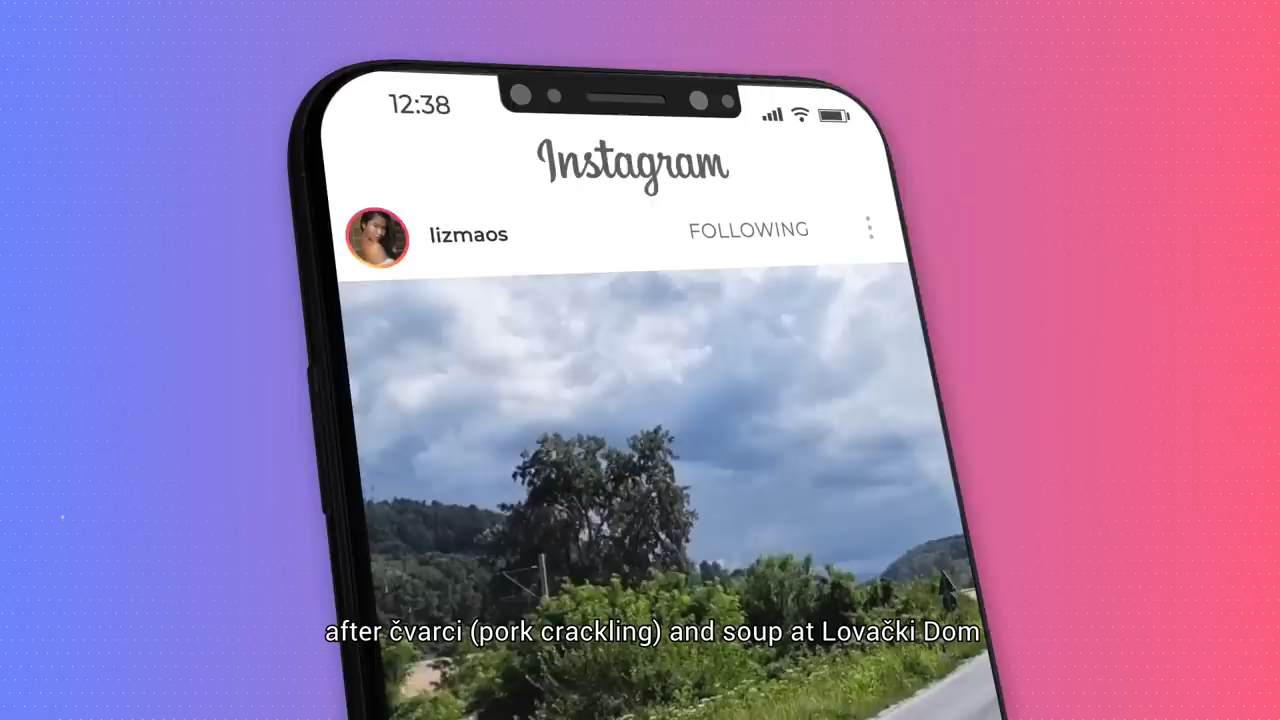 12:38
Instagram
lizmaos
FOLLOWING
after čvarci (pork crackling) and soup at Lovački Dom